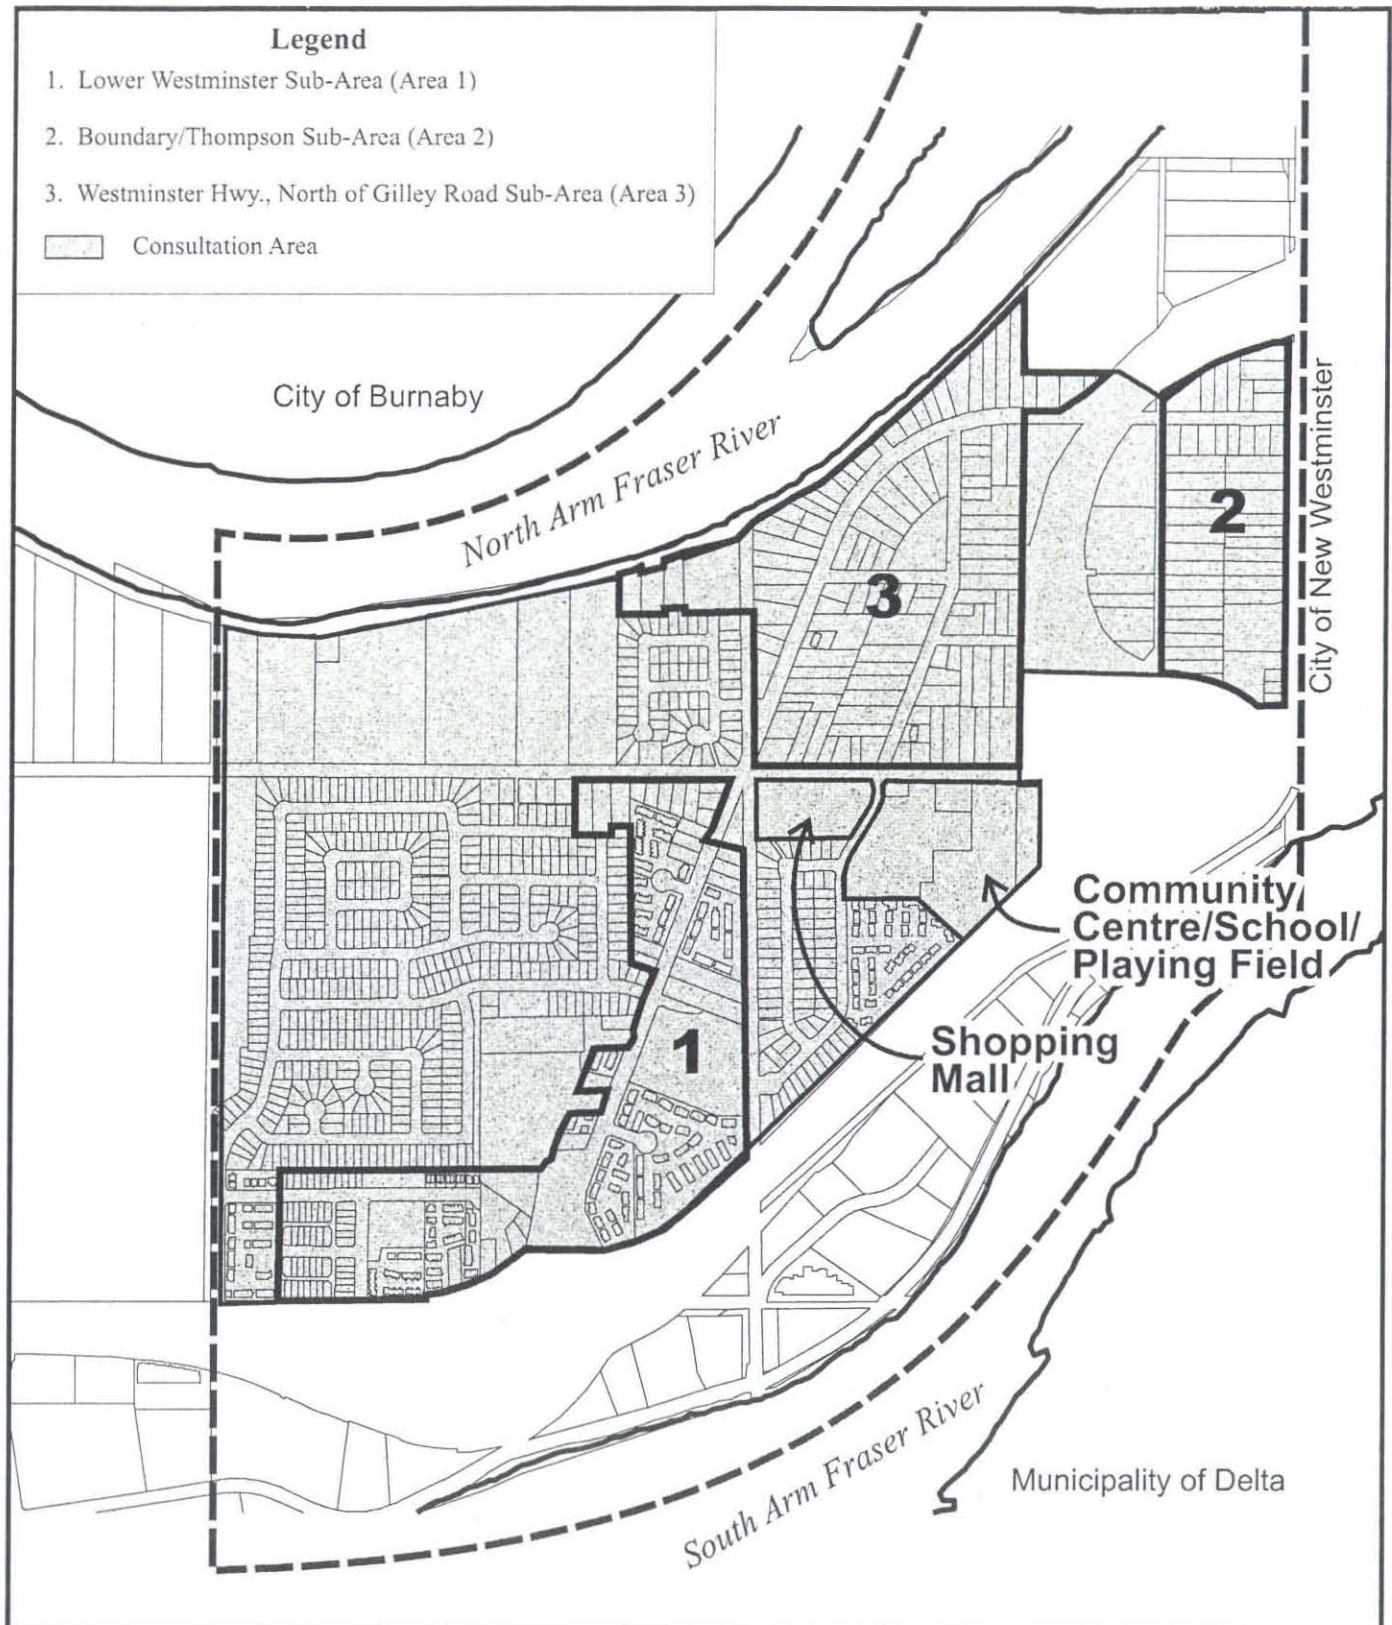 Legend
1. Lower Westminster Sub-Area (Area 1)
2. Boundary/Thompson Sub-Area (Area 2)
3. Westminster Hwy., North of Gilley Road Sub-Area (Area 3)
Consultation Area
City of Burnaby
North Arm Fraser River
City of New Westminster
2
3
Community
Centre/School/
Playing Field
1
Shopping
Mall
South Arm Fraser River
Municipality of Delta